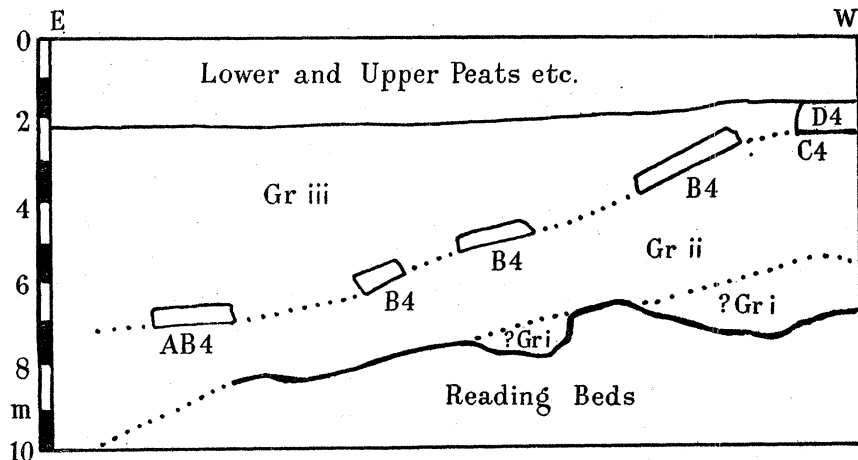 E W
0
Lower and Upper Peats etc.
2
D4
C4
B4
Gr iii
4
B4
Gr ii
6
B4
?Gr i
AB4
?Gr i
8
Reading Beds
m
10